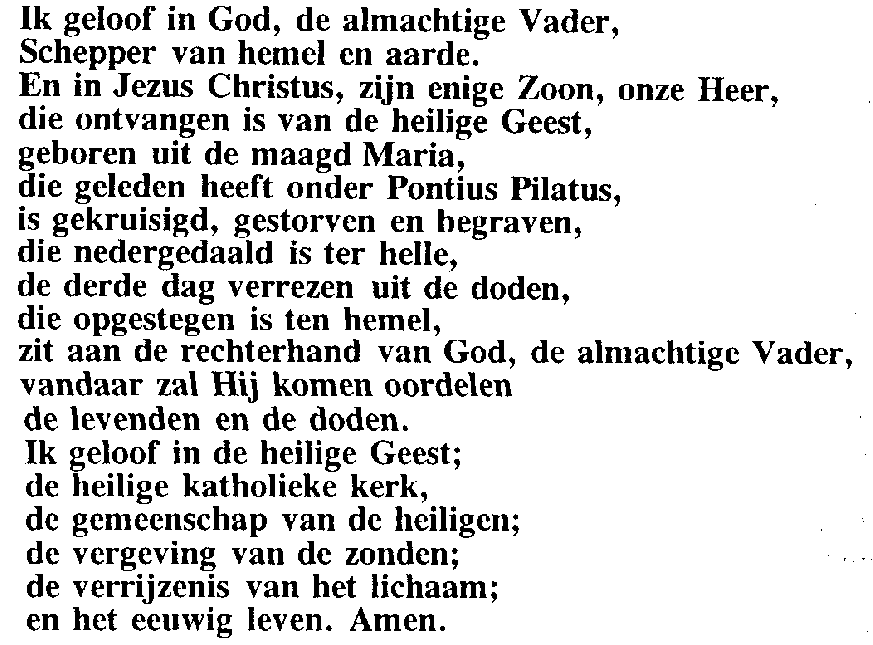 Ik geloof in God, de almachtige Vader,
Schepper van hemel en aarde.
En in Jezus Christus, zijn enige Zoon, onze Heer,
die ontvangen is van de heilige Geest,
geboren uit de maagd Maria,
die geleden heeft onder Pontius Pilatus,
is gekruisigd, gestorven en begraven,
die nedergedaald is ter helle,
de derde dag verrezen uit de doden,
die opgestegen is ten hemel,
zit aan de rechterhand van God, de almachtige Vader,
vandaar zal Hij komen oordelen
de levenden en de doden.
Ik geloof in de heilige Geest;
de heilige katholieke kerk,
de gemeenschap van de heiligen;
de vergeving van de zonden;
de verrijzenis van het lichaam;
en het eeuwig leven. Amen.